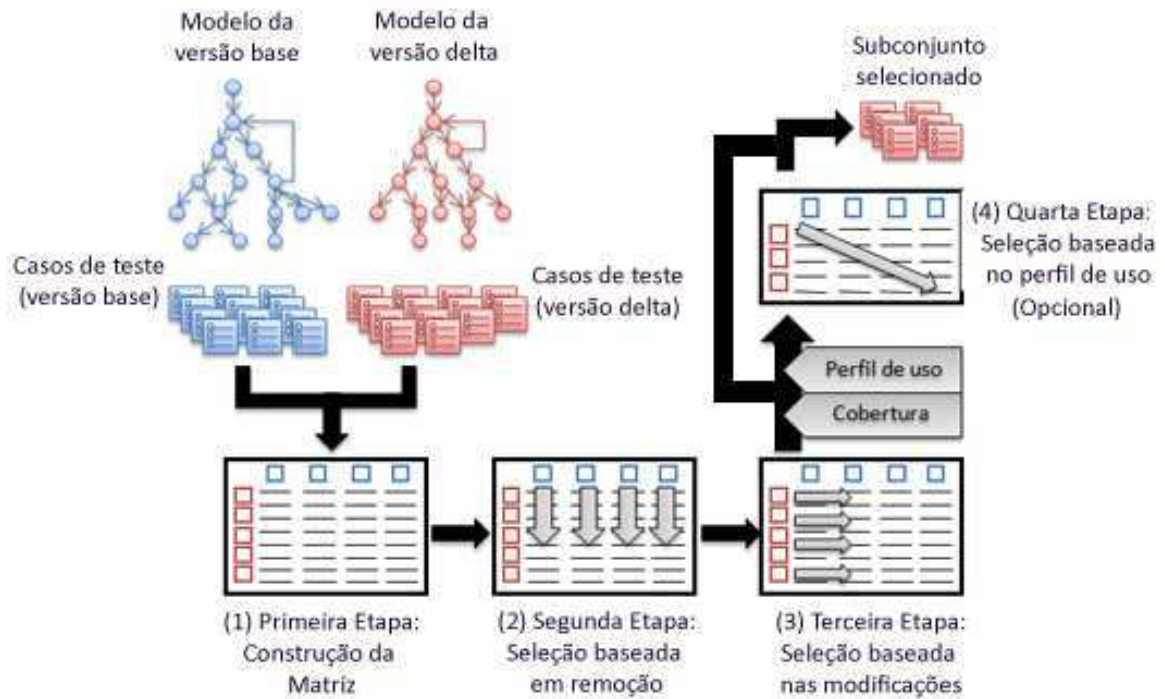 Modelo da
versão base
Modelo da
versão delta
Subconjunto
selecionado
Casos de teste
(versão base)
Casos de teste
(versão delta)
(4) Quarta Etapa:
Seleção baseada
no perfil de uso
(Opcional)
Perfil de uso
Cobertura
(1) Primeira Etapa:
Construção da
Matriz
(2) Segunda Etapa:
Seleção baseada
em remoção
(3) Terceira Etapa:
Seleção baseada
nas modificações